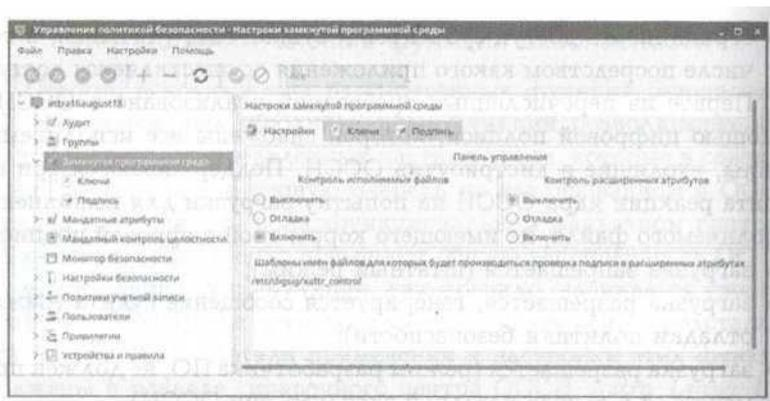 Управление политикой безопасности - Настройки замкнутой программной среды
Файл Правка Настройки Помощь
Аудит
Группы
Замкнутая программная среда
Ключи
Подпись
Мандатные атрибуты
Мандатный контроль целостности
Монитор безопасности
Настройки безопасности
Политики учетной записи
Пользователи
Привилегии
Устройства и правила
Настройки замкнутой программной среды
Настройки Ключи Подпись
Панель управления
Контроль исполняемых файлов
Выключить
Отладка
Включить
Контроль расширенных атрибутов
Выключить
Отладка
Включить
Шаблоны имён файлов для которых будет производиться проверка подписи в расширенных атрибутах
/etc/digsig/xattr_control